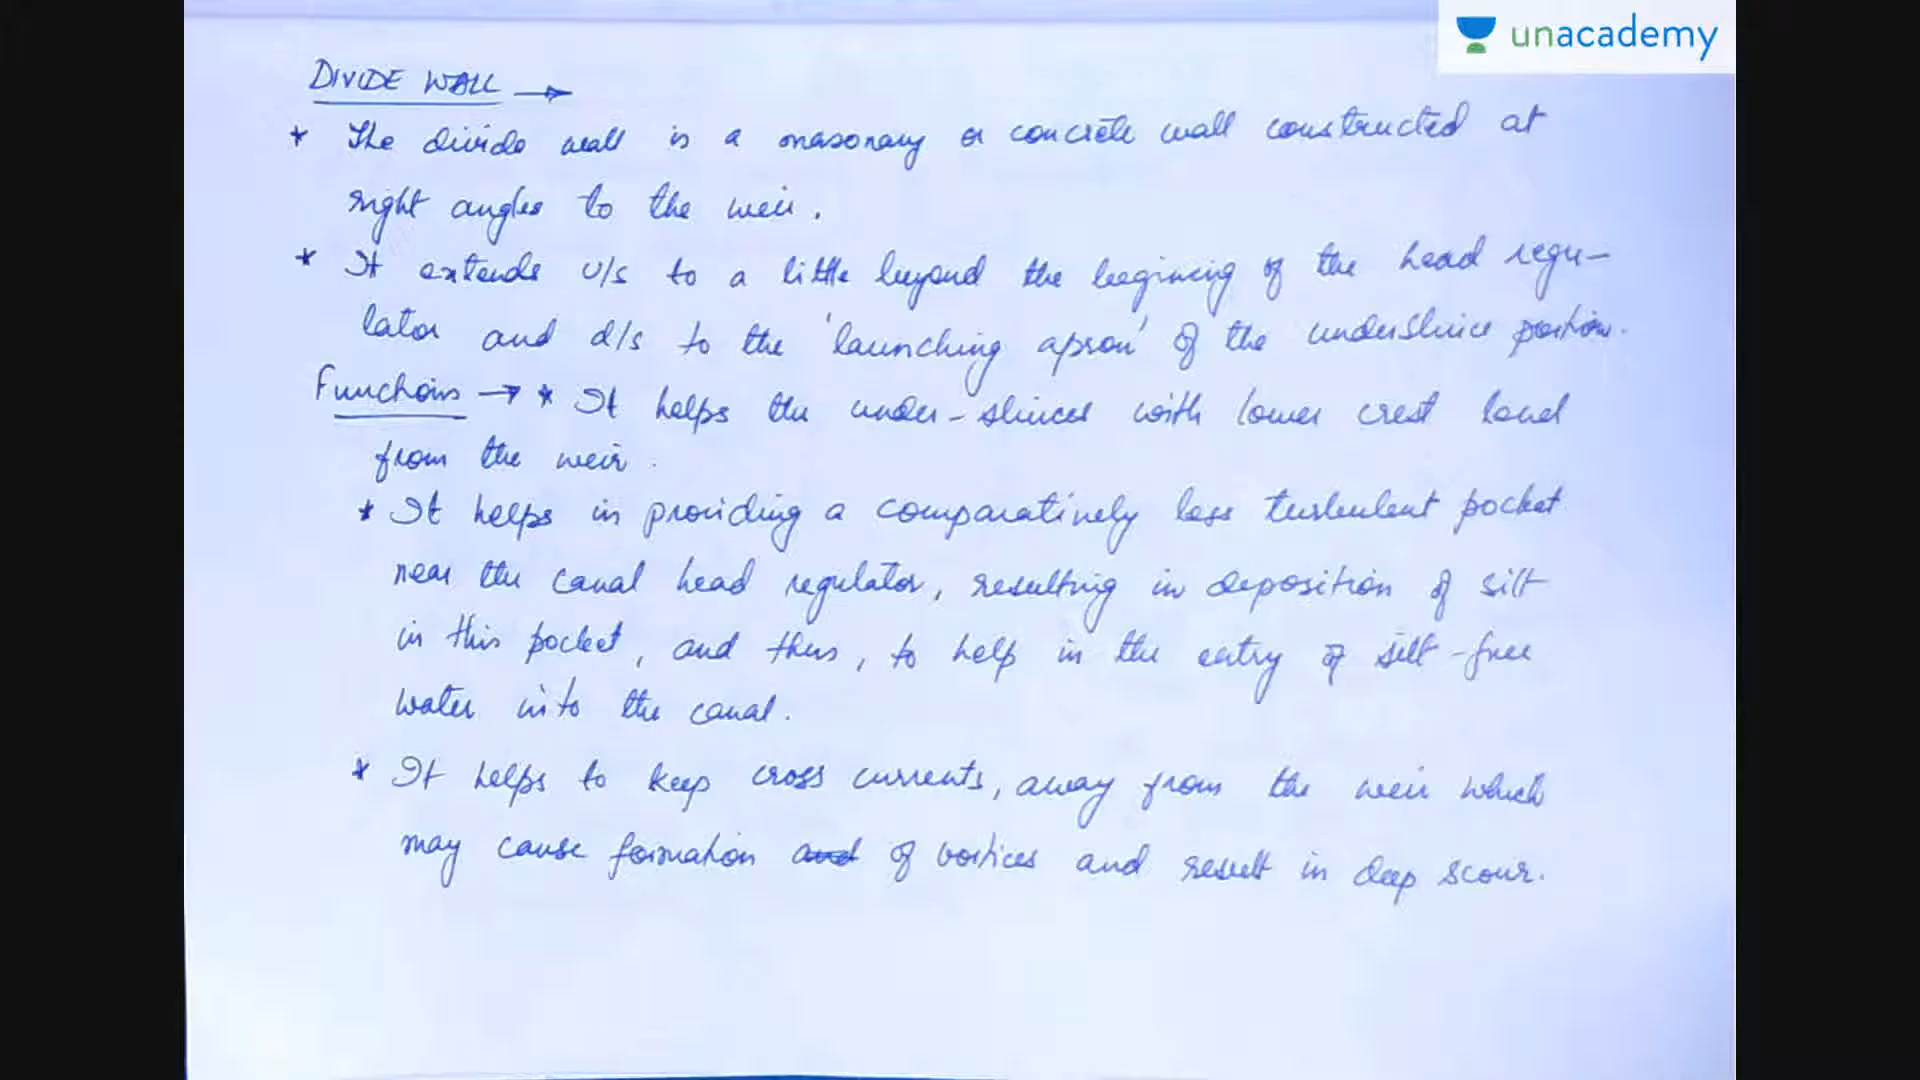 unacademy
DIVIDE WALL →
* The divide wall is a masonary or concrete wall constructed at
right angles to the weir.
* It extends u/s to a little beyond the begining of the head regu-
lator and d/s to the 'launching apron' of the undersluice portion.
Functions → * It helps the under-sluices with lower crest level
from the weir.
* It helps in providing a comparatively less turbulent pocket
near the canal head regulator, resulting in deposition of silt
in this pocket, and thus, to help in the entry of silt-free
water into the canal.
* It helps to keep cross currents, away from the weir which
may cause formation and of vortices and result in deep scour.